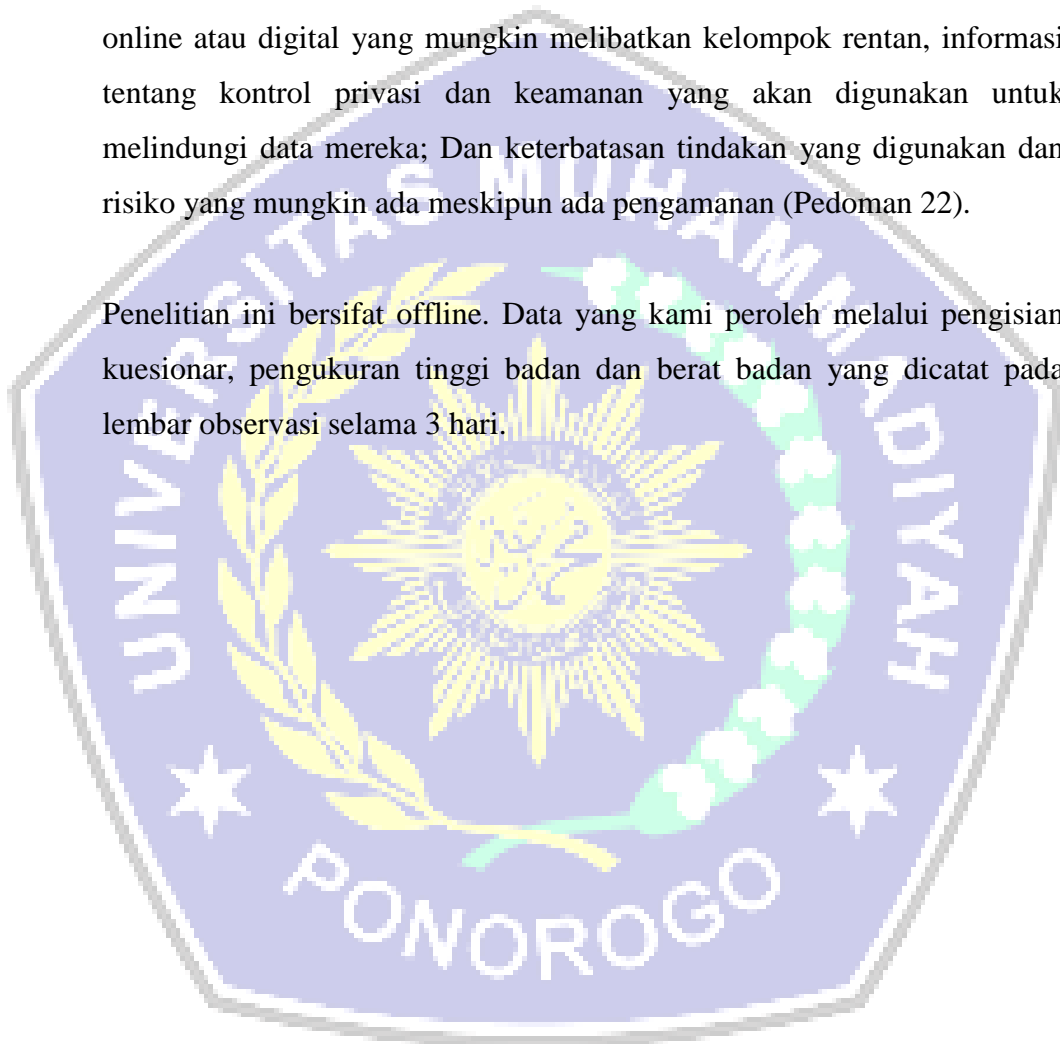 online atau digital yang mungkin melibatkan kelompok rentan, informasi
tentang kontrol privasi dan keamanan yang akan digunakan untuk
melindungi data mereka; Dan keterbatasan tindakan yang digunakan dan
risiko yang mungkin ada meskipun ada pengamanan (Pedoman 22).
Penelitian ini bersifat offline. Data yang kami peroleh melalui pengisian
kuesionar, pengukuran tinggi badan dan berat badan yang dicatat pada
lembar observasi selama 3 hari.
UNIVERSITAS MUHAMMADIYAH
PONOROGO